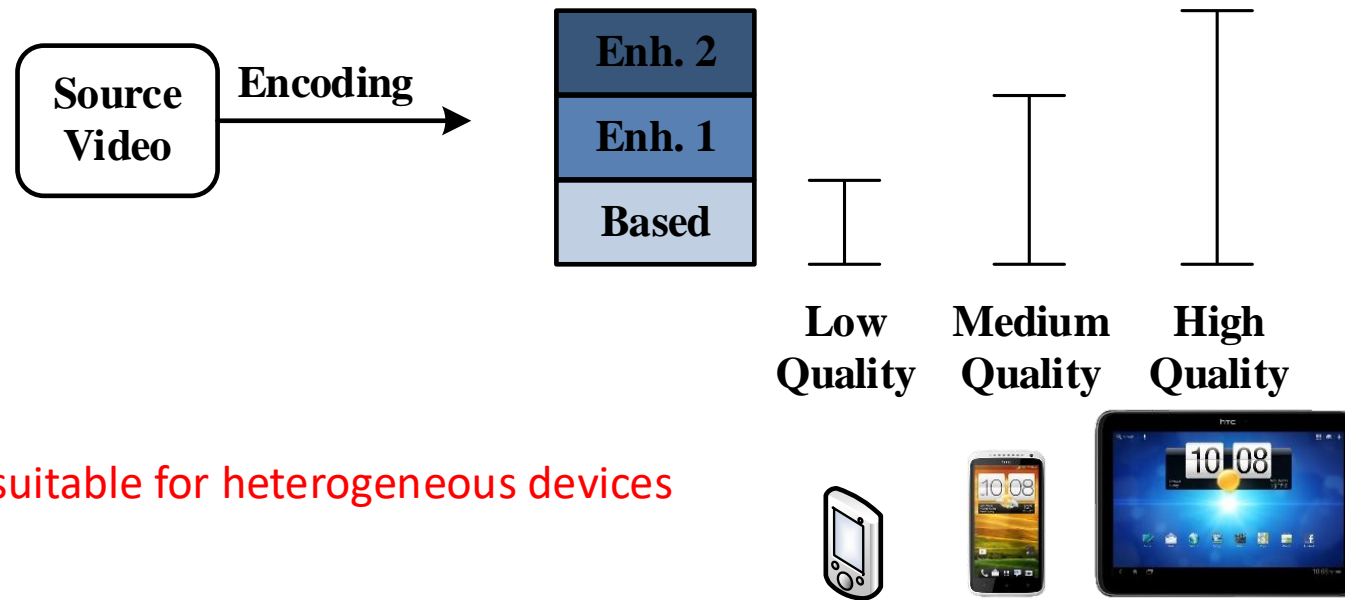 Source
Video
Encoding
Enh. 2
Enh. 1
Based
Low
Quality
Medium
Quality
High
Quality
suitable for heterogeneous devices
hTC
10 08
10 08